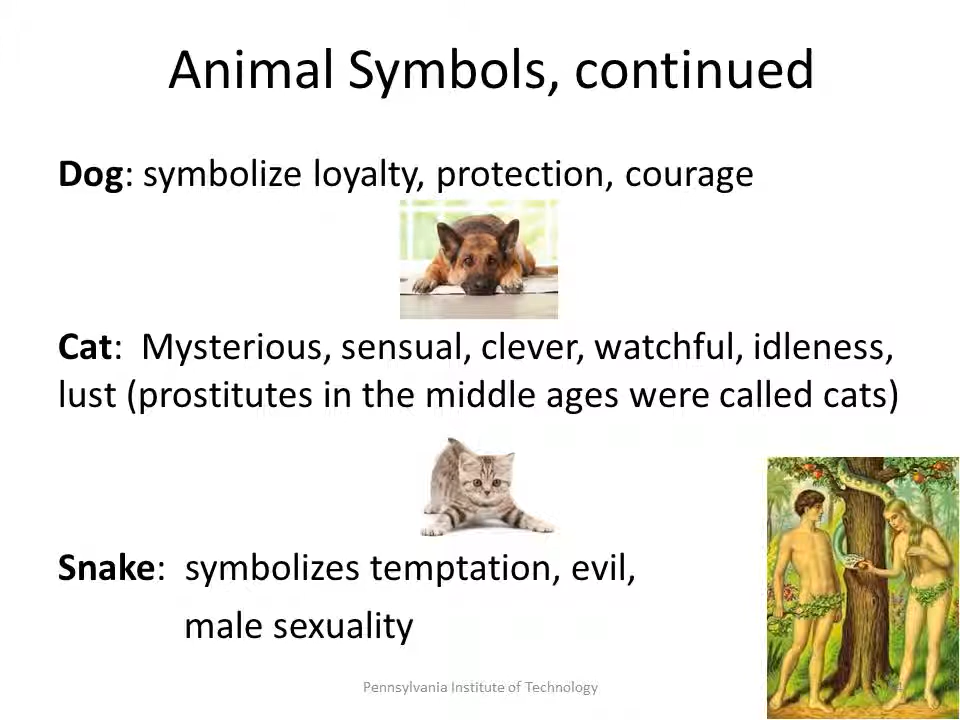 Animal Symbols, continued
Dog: symbolize loyalty, protection, courage
Cat:  Mysterious, sensual, clever, watchful, idleness,
lust (prostitutes in the middle ages were called cats)
Snake:  symbolizes temptation, evil,
male sexuality
Pennsylvania Institute of Technology